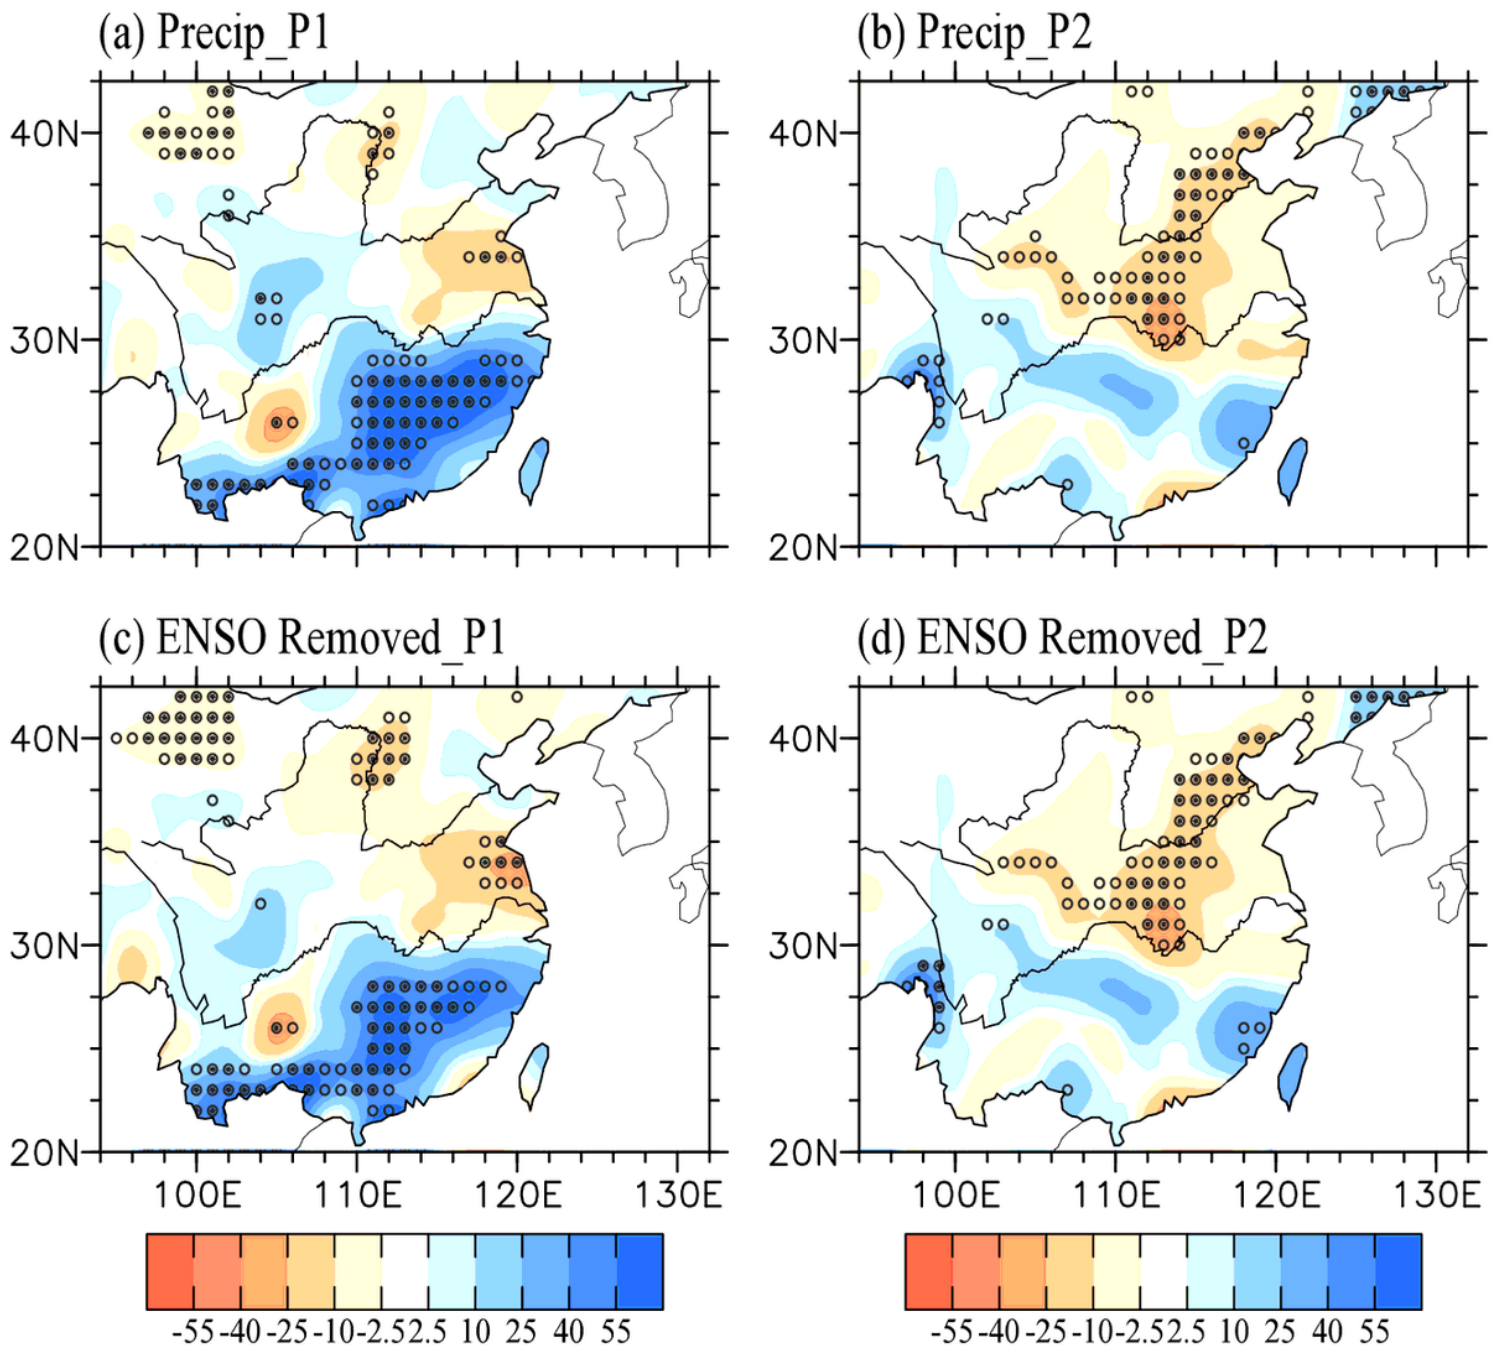 (a) Precip_P1
(b) Precip_P2
40N
30N
20N
40N
30N
20N
(c) ENSO Removed_P1
(d) ENSO Removed_P2
40N
30N
20N
100E 110E 120E 130E
40N
30N
20N
100E 110E 120E 130E
-55 -40 -25 -10 -2.5 2.5 10 25 40 55
-55 -40 -25 -10 -2.5 2.5 10 25 40 55